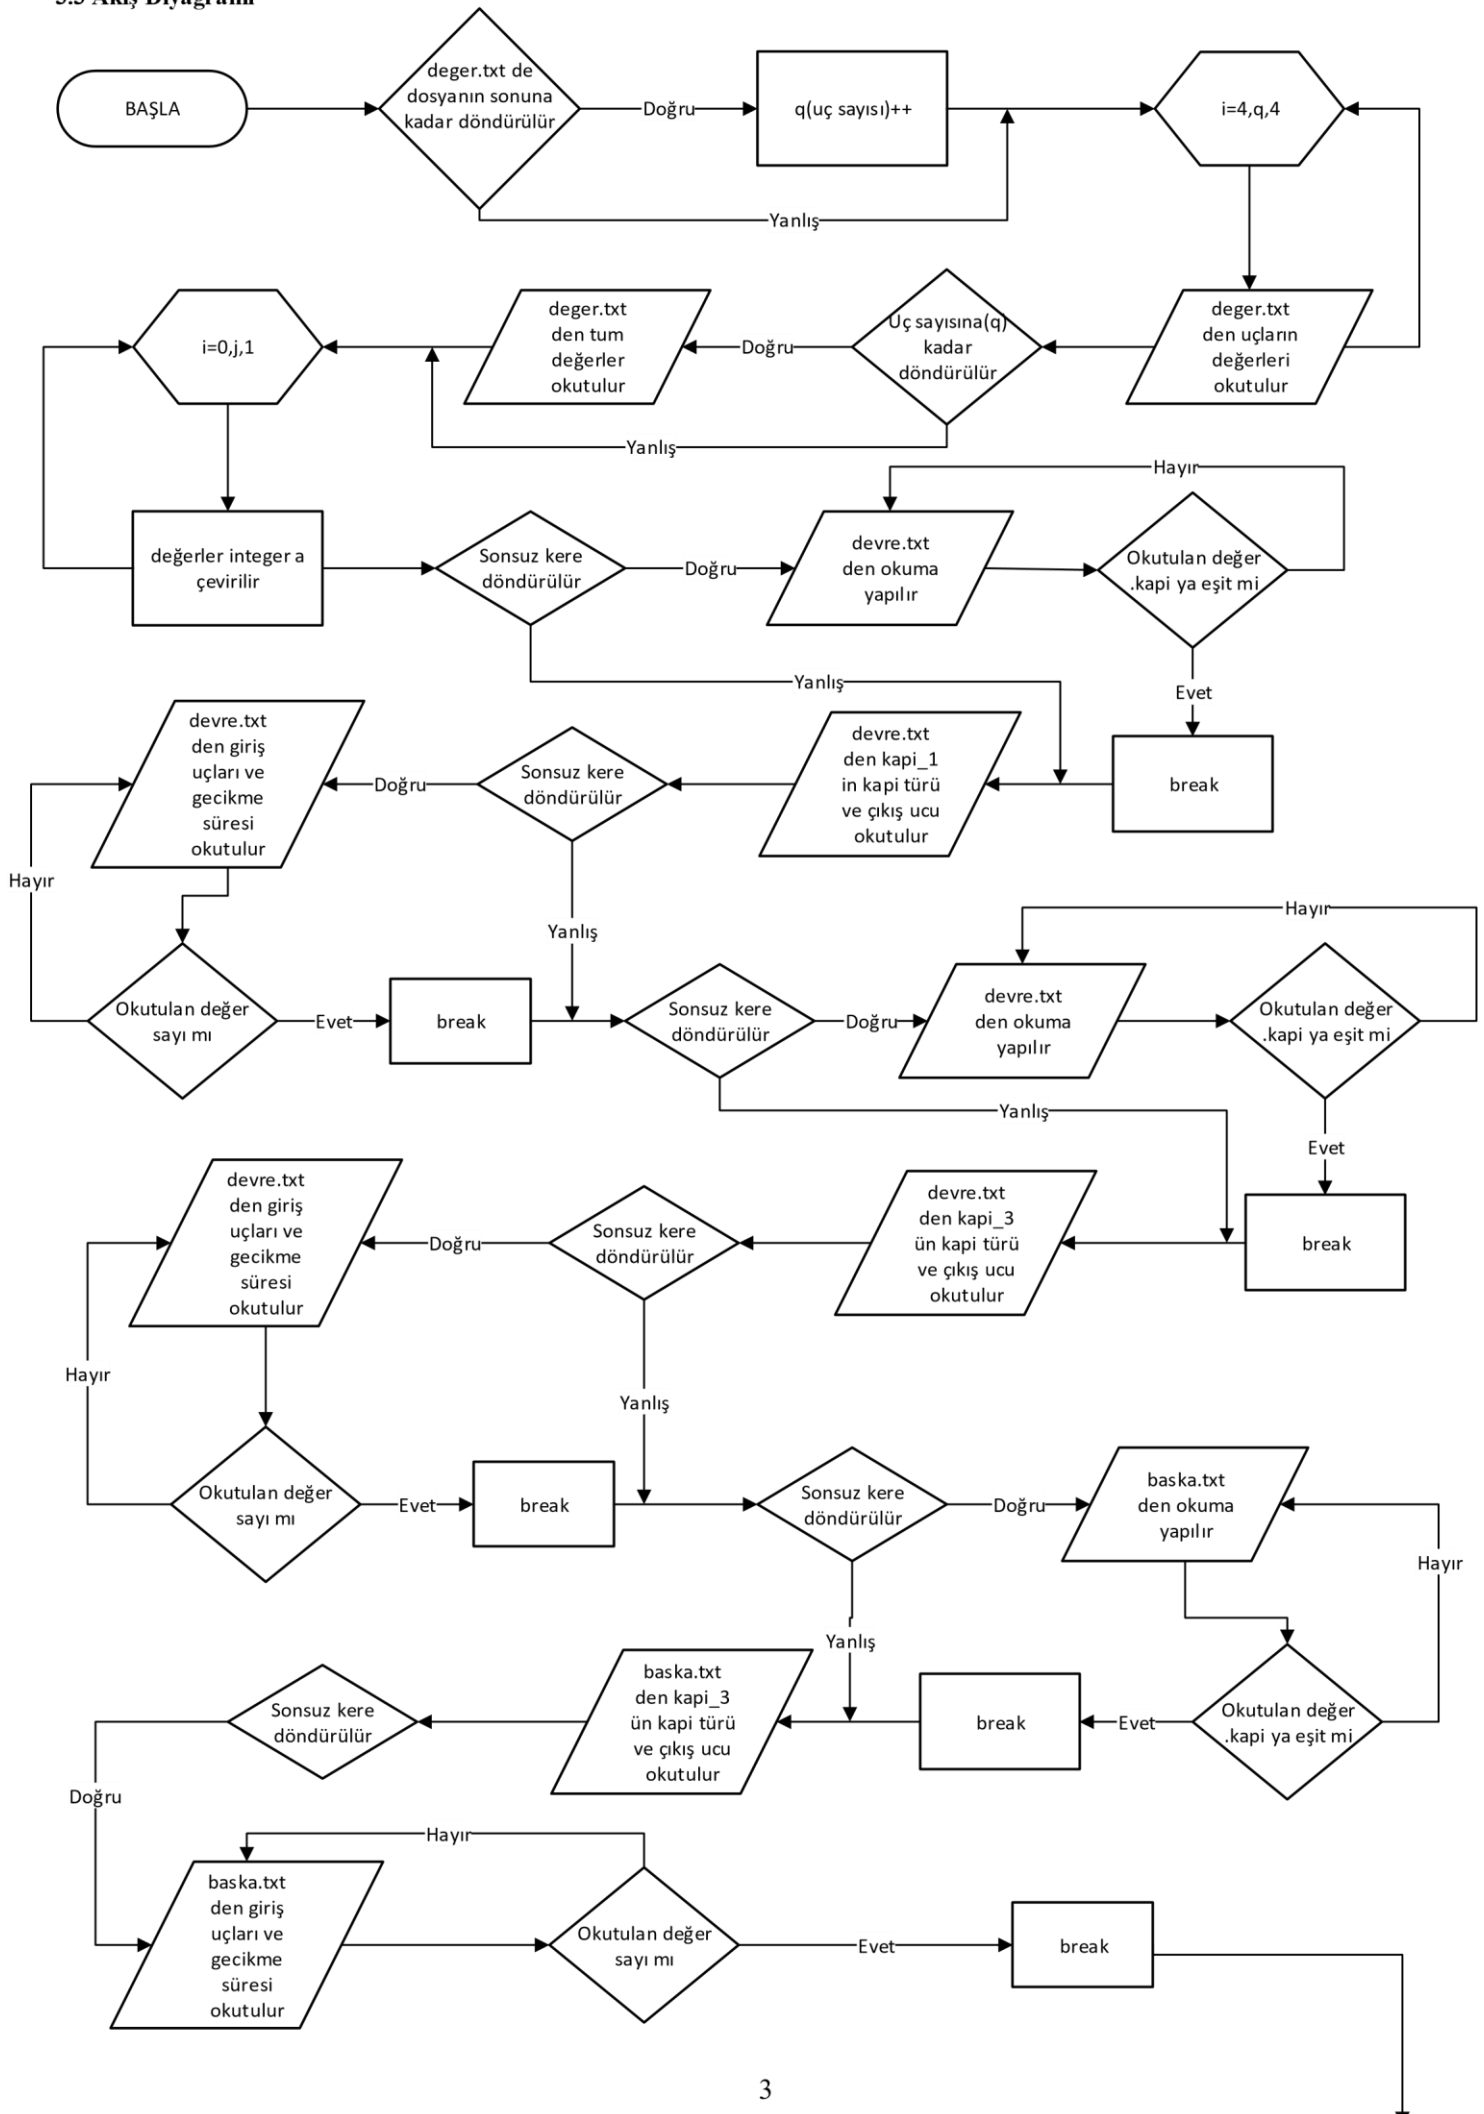 3.3 Akış Diyagramı
BAŞLA
deger.txt de
dosyanın sonuna
kadar döndürülür
Doğru
q(uç sayısı)++
i=4,q,4
Yanlış
i=0,j,1
deger.txt
den tum
değerler
okutulur
Doğru
Uç sayısına(q)
kadar
döndürülür
deger.txt
den uçların
değerleri
okutulur
Yanlış
Hayır
değerler integer a
çevirilir
Sonsuz kere
döndürülür
Doğru
devre.txt
den okuma
yapılır
Okutulan değer
.kapi ya eşit mi
Yanlış
Evet
devre.txt
den giriş
uçları ve
gecikme
süresi
okutulur
Doğru
Sonsuz kere
döndürülür
devre.txt
den kapi_1
in kapi türü
ve çıkış ucu
okutulur
break
Hayır
Yanlış
Hayır
Okutulan değer
sayı mı
Evet
break
Sonsuz kere
döndürülür
Doğru
devre.txt
den okuma
yapılır
Okutulan değer
.kapi ya eşit mi
Yanlış
Evet
devre.txt
den giriş
uçları ve
gecikme
süresi
okutulur
Doğru
Sonsuz kere
döndürülür
devre.txt
den kapi_3
ün kapi türü
ve çıkış ucu
okutulur
break
Hayır
Yanlış
Okutulan değer
sayı mı
Evet
break
Sonsuz kere
döndürülür
Doğru
baska.txt
den okuma
yapılır
Hayır
Yanlış
Sonsuz kere
döndürülür
baska.txt
den kapi_3
ün kapi türü
ve çıkış ucu
okutulur
break
Evet
Okutulan değer
.kapi ya eşit mi
Doğru
Hayır
baska.txt
den giriş
uçları ve
gecikme
süresi
okutulur
Okutulan değer
sayı mı
Evet
break
3